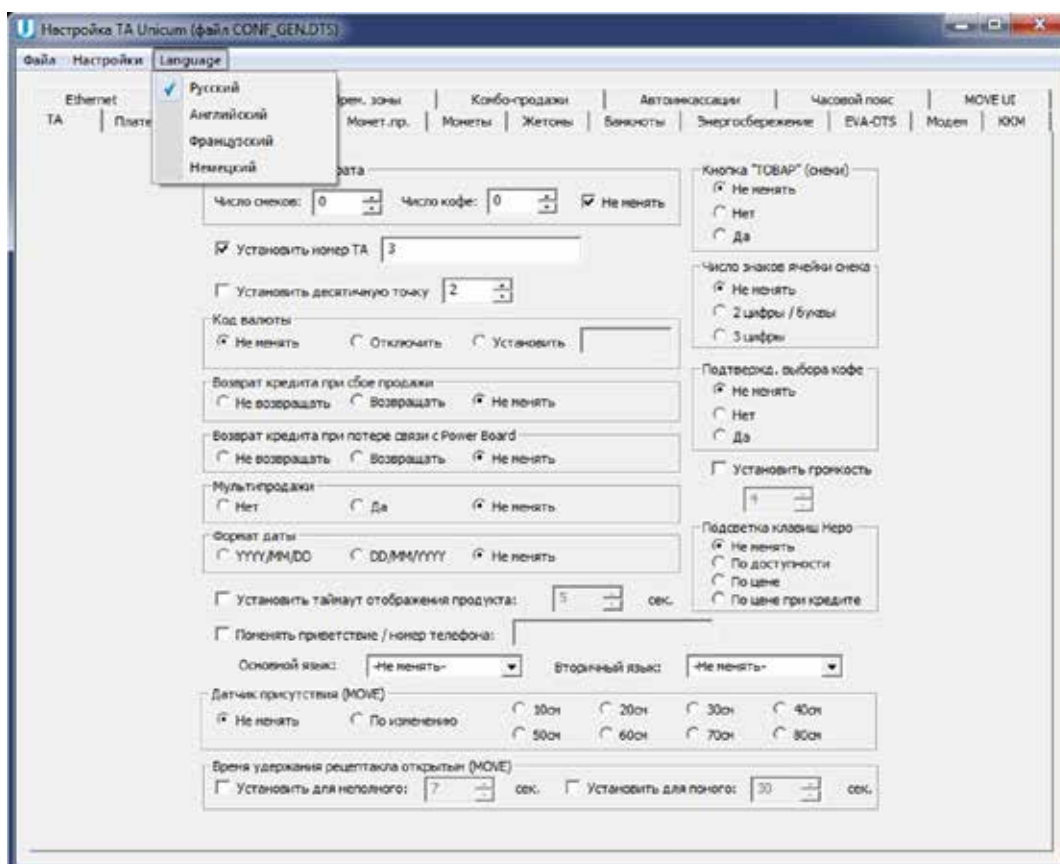 Настройка TA Unicum (файл CONF_GEN.DTS)
Файл Настройки Language
Русский
Английский
Французский
Немецкий
Ethernet зоны Комбо-продажи Автоинкассации Часовой пояс MOVE UI
TA Монет.пр. Монеты Жетоны Банкноты Энергосбережение EVA-DTS Модем ККМ
Число снеков: 0 Число кофе: 0 Не менять
Установить номер TA 3
Установить десятичную точку 2
Код валюты
Не менять Отключить Установить
Возврат кредита при сбое продажи
Не возвращать Возвращать Не менять
Возврат кредита при потере связи с Power Board
Не возвращать Возвращать Не менять
Мультипродажи
Нет Да Не менять
Формат даты
YYYY/MM/DD DD/MM/YYYY Не менять
Установить таймаут отображения продукта: 5 сек.
Поменять приветствие / номер телефона:
Основной язык: -Не менять- Вторичный язык: -Не менять-
Датчик присутствия (MOVE)
Не менять По изменению 10см 20см 30см 40см
50см 60см 70см 80см
Время удержания рецептакла открытым (MOVE)
Установить для неполного: 7 сек. Установить для поного: 30 сек.
Кнопка "ТОВАР" (снеки)
Не менять
Нет
Да
Число знаков ячейки снека
Не менять
2 цифры / буквы
3 цифры
Подтвержд. выбора кофе
Не менять
Нет
Да
Установить громкость
4
Подсветка клавиш Неро
Не менять
По доступности
По цене
По цене при кредите